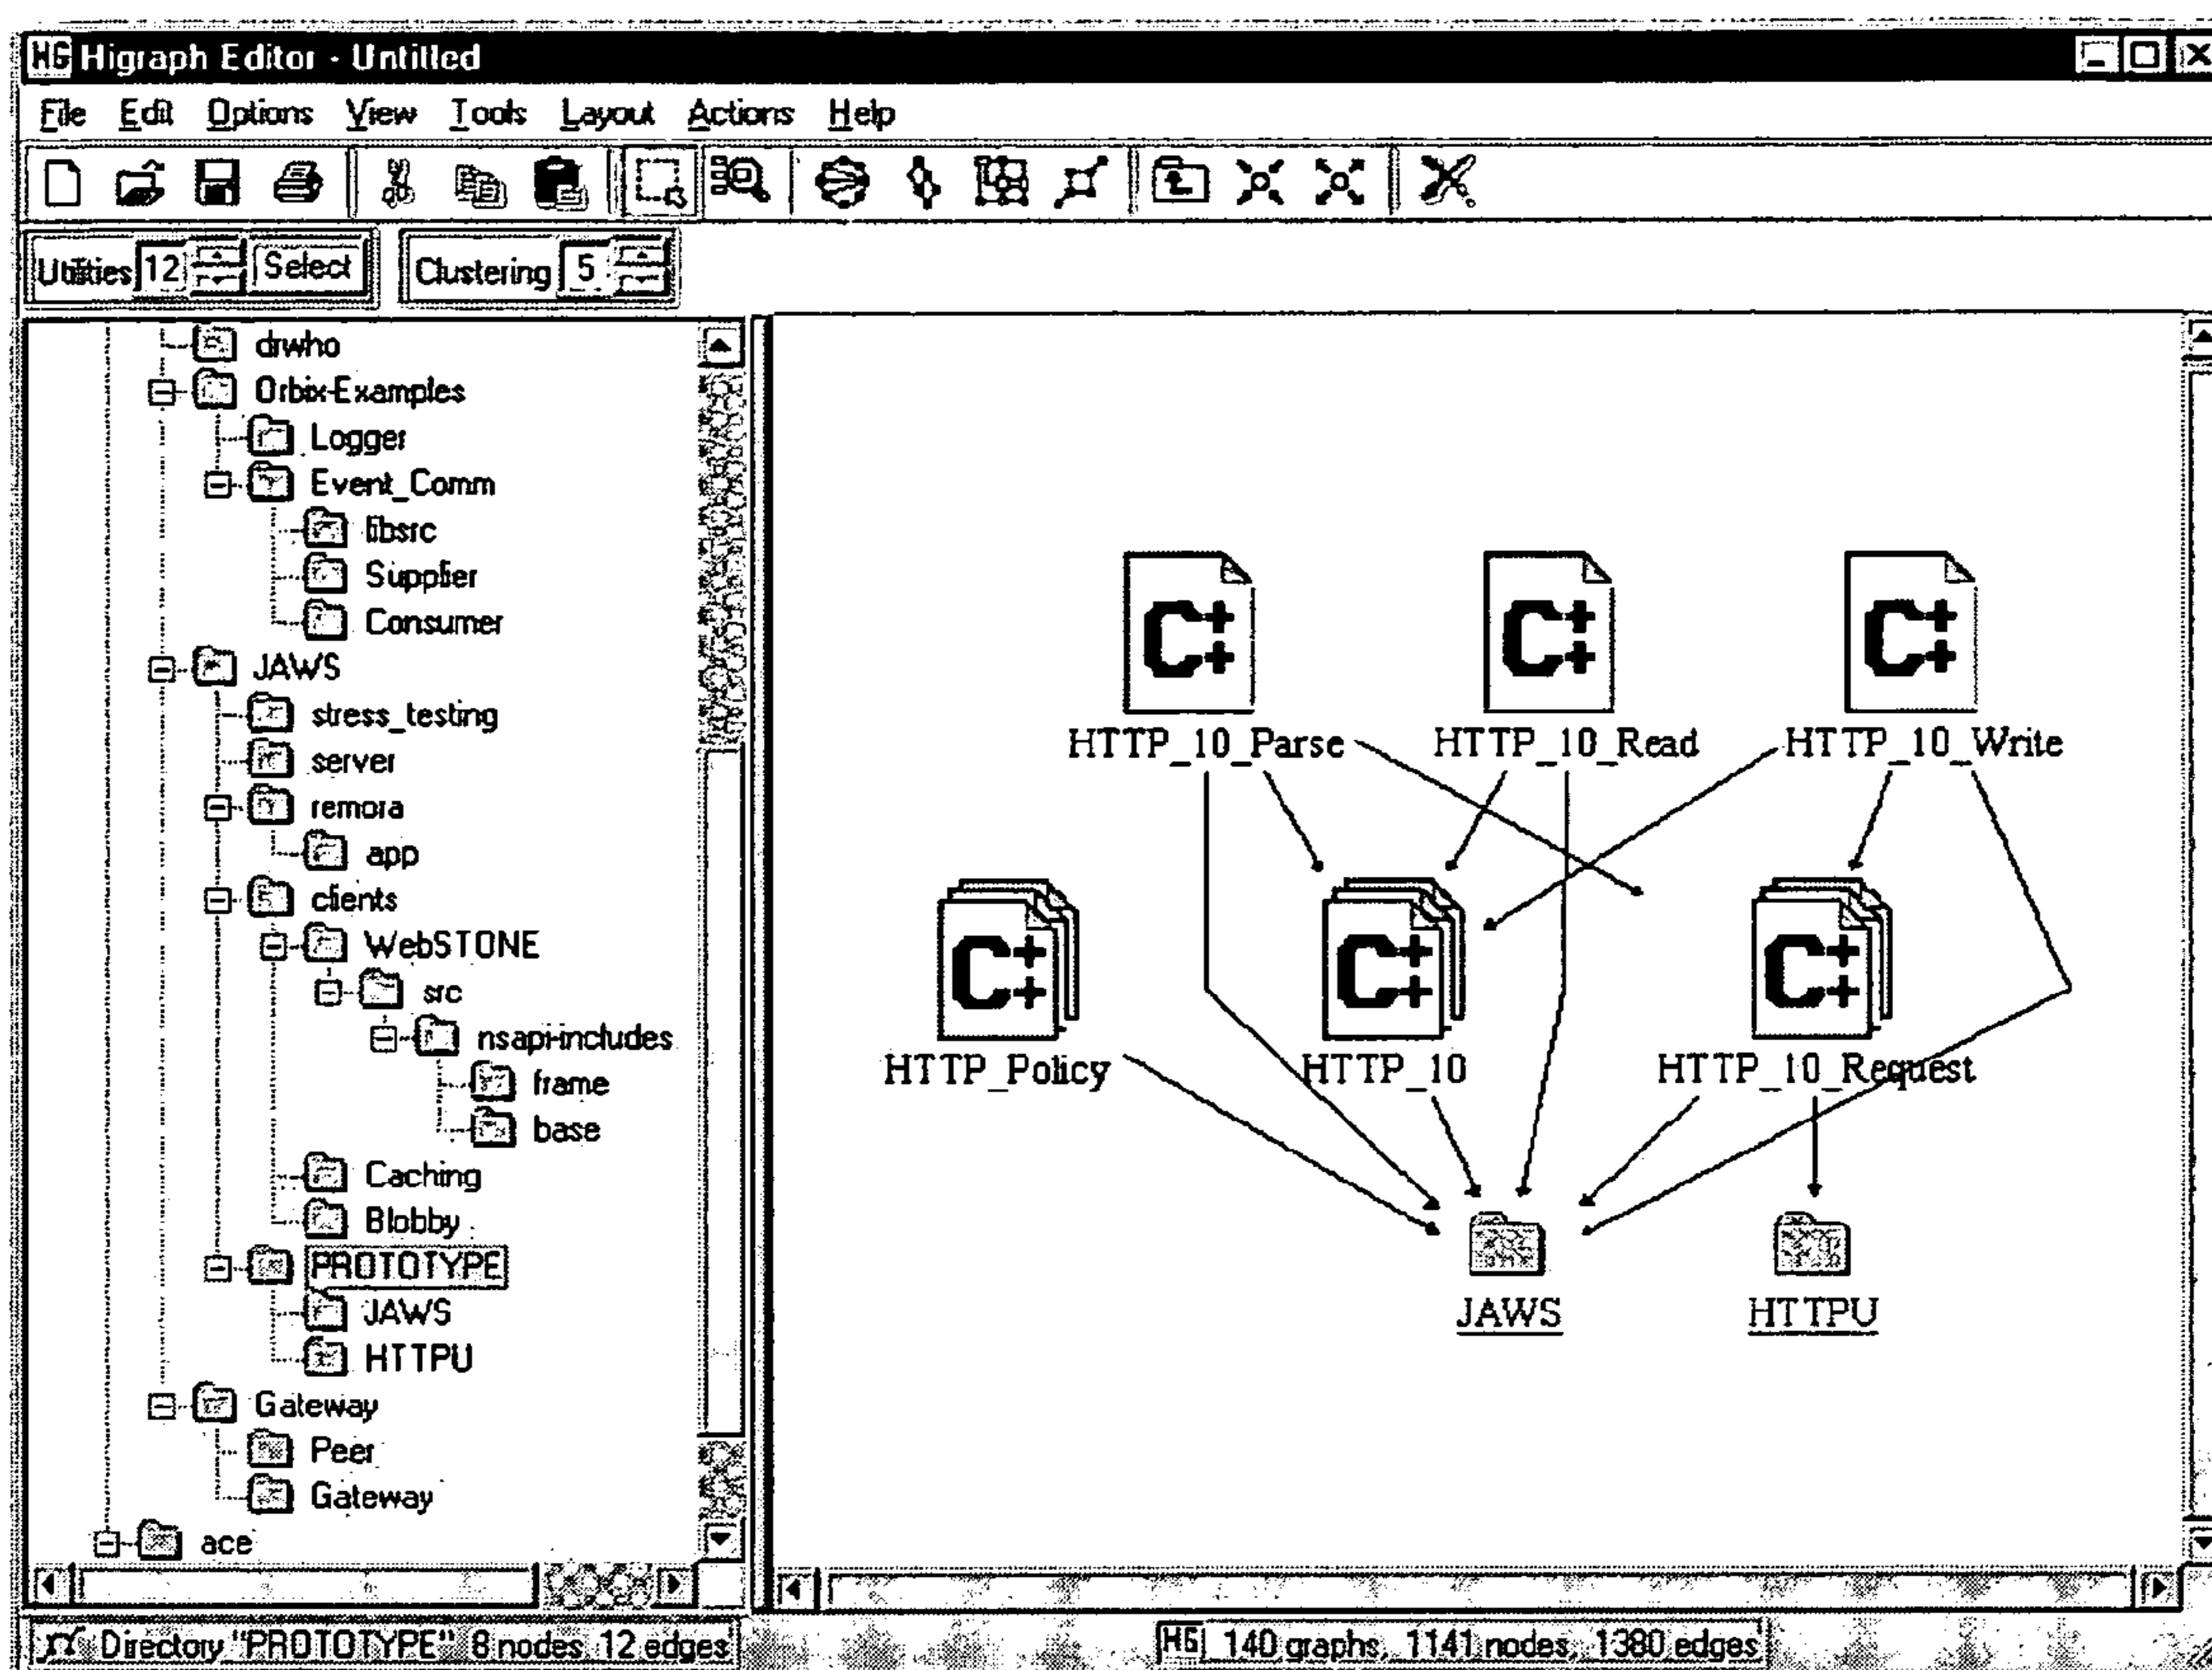 HG Higraph Editor - Untitled
File Edit Options View Tools Layout Actions Help
Utilities 12 Select Clustering 5
drwho
Orbix-Examples
Logger
Event_Comm
libsrc
Supplier
Consumer
JAWS
stress_testing
server
remora
app
clients
WebSTONE
src
nsapi-includes
frame
base
Caching
Blobby
PROTOTYPE
JAWS
HTTPU
Gateway
Peer
Gateway
ace
C++ C++ C++
HTTP_10_Parse HTTP_10_Read HTTP_10_Write
C++ C++ C++
HTTP_Policy HTTP_10 HTTP_10_Request
JAWS HTTPU
Directory "PROTOTYPE" 8 nodes, 12 edges
HG 140 graphs, 1141 nodes, 1380 edges